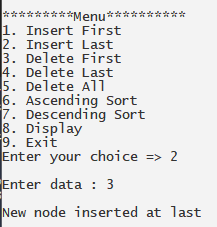 *********Menu**********
1. Insert First
2. Insert Last
3. Delete First
4. Delete Last
5. Delete All
6. Ascending Sort
7. Descending Sort
8. Display
9. Exit
Enter your choice => 2
Enter data : 3
New node inserted at last